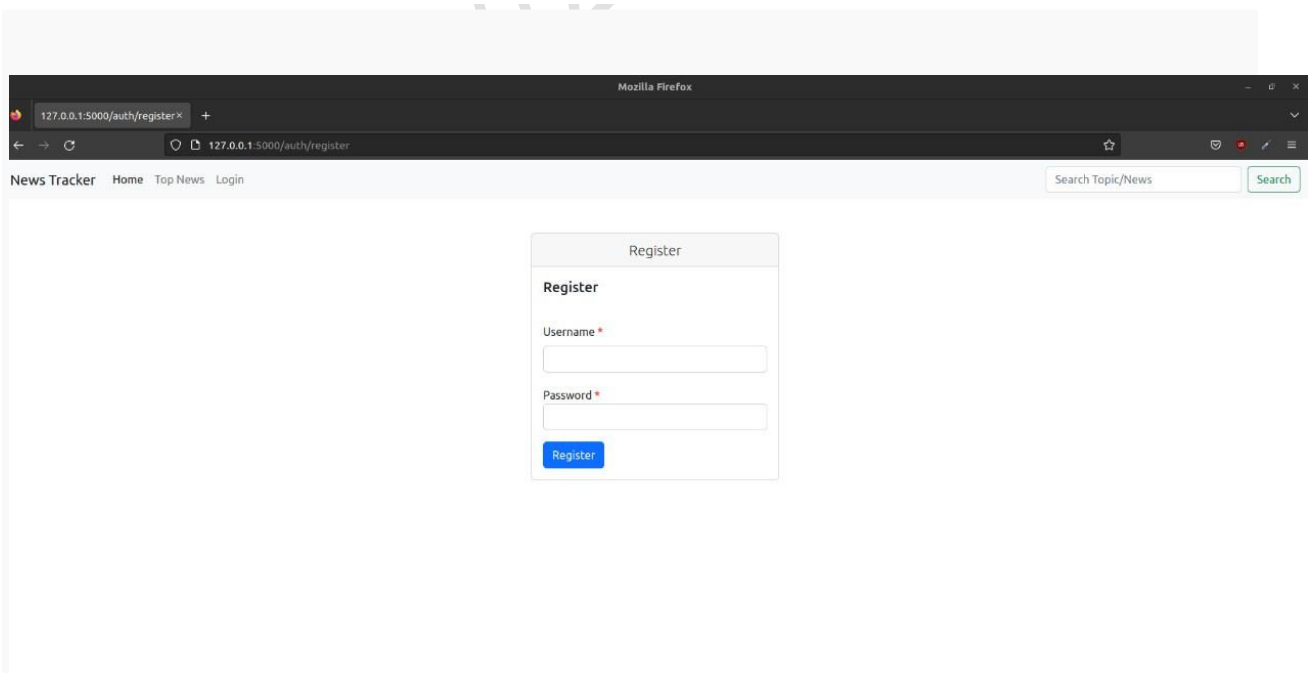 Mozilla Firefox
127.0.0.1:5000/auth/register × +
127.0.0.1:5000/auth/register
News Tracker Home Top News Login Search Topic/News Search
Register
Register
Username *
Password *
Register